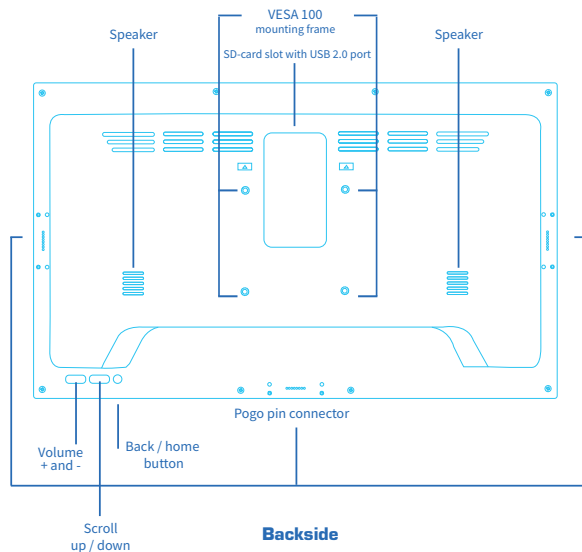 VESA 100
mounting frame
Speaker
Speaker
SD-card slot with USB 2.0 port
Pogo pin connector
Volume
+ and -
Back / home
button
Scroll
up / down
Backside